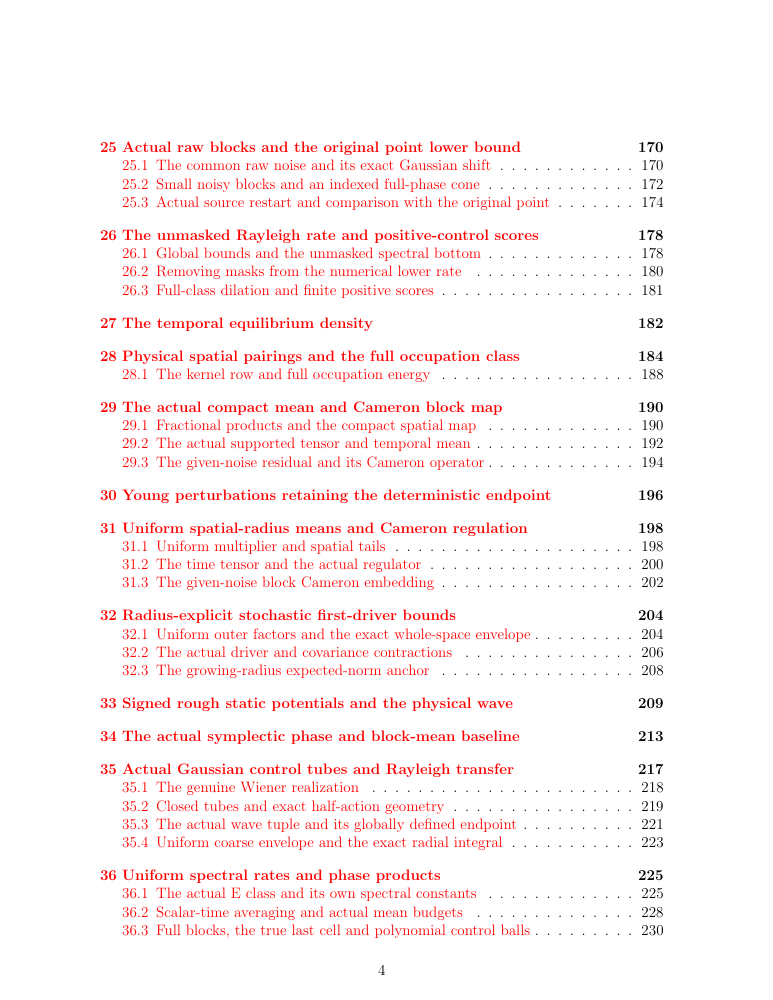 25 Actual raw blocks and the original point lower bound 170
25.1 The common raw noise and its exact Gaussian shift . . . . . . . . . . . . 170
25.2 Small noisy blocks and an indexed full-phase cone . . . . . . . . . . . . . 172
25.3 Actual source restart and comparison with the original point . . . . . . . 174
26 The unmasked Rayleigh rate and positive-control scores 178
26.1 Global bounds and the unmasked spectral bottom . . . . . . . . . . . . . 178
26.2 Removing masks from the numerical lower rate . . . . . . . . . . . . . . 180
26.3 Full-class dilation and finite positive scores . . . . . . . . . . . . . . . . . 181
27 The temporal equilibrium density 182
28 Physical spatial pairings and the full occupation class 184
28.1 The kernel row and full occupation energy . . . . . . . . . . . . . . . . . 188
29 The actual compact mean and Cameron block map 190
29.1 Fractional products and the compact spatial map . . . . . . . . . . . . . 190
29.2 The actual supported tensor and temporal mean . . . . . . . . . . . . . . 192
29.3 The given-noise residual and its Cameron operator . . . . . . . . . . . . . 194
30 Young perturbations retaining the deterministic endpoint 196
31 Uniform spatial-radius means and Cameron regulation 198
31.1 Uniform multiplier and spatial tails . . . . . . . . . . . . . . . . . . . . . 198
31.2 The time tensor and the actual regulator . . . . . . . . . . . . . . . . . . 200
31.3 The given-noise block Cameron embedding . . . . . . . . . . . . . . . . . 202
32 Radius-explicit stochastic first-driver bounds 204
32.1 Uniform outer factors and the exact whole-space envelope . . . . . . . . . 204
32.2 The actual driver and covariance contractions . . . . . . . . . . . . . . . 206
32.3 The growing-radius expected-norm anchor . . . . . . . . . . . . . . . . . 208
33 Signed rough static potentials and the physical wave 209
34 The actual symplectic phase and block-mean baseline 213
35 Actual Gaussian control tubes and Rayleigh transfer 217
35.1 The genuine Wiener realization . . . . . . . . . . . . . . . . . . . . . . . 218
35.2 Closed tubes and exact half-action geometry . . . . . . . . . . . . . . . . 219
35.3 The actual wave tuple and its globally defined endpoint . . . . . . . . . . 221
35.4 Uniform coarse envelope and the exact radial integral . . . . . . . . . . . 223
36 Uniform spectral rates and phase products 225
36.1 The actual E class and its own spectral constants . . . . . . . . . . . . . 225
36.2 Scalar-time averaging and actual mean budgets . . . . . . . . . . . . . . 228
36.3 Full blocks, the true last cell and polynomial control balls . . . . . . . . . 230
4